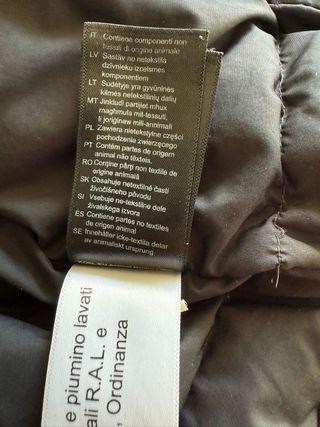 IT Contiene componenti non
tessili di origine animale
LV Sastāv no netekstila
dzīvnieku izcelsmes
komponentiem
LT Sudėtyje yra gyvūninės
kilmės netekstilinių dalių
MT Jinkludi partijiet mhux
magħmula mit-tessuti,
li joriġinaw mill-annimali
PL Zawiera nietekstylne części
pochodzenia zwierzęcego
PT Contém partes de origem
animal não têxteis.
RO Conține părți non textile de
origine animală
SK Obsahuje netextilné časti
živočíšneho pôvodu
SI Vsebuje ne-tekstilne dele
živalskega izvora
ES Contiene partes no textiles
de origen animal
SE Innehåller icke-textila delar
av animaliskt ursprung
e piumino lavati
ali R.A.L. e
, Ordinanza